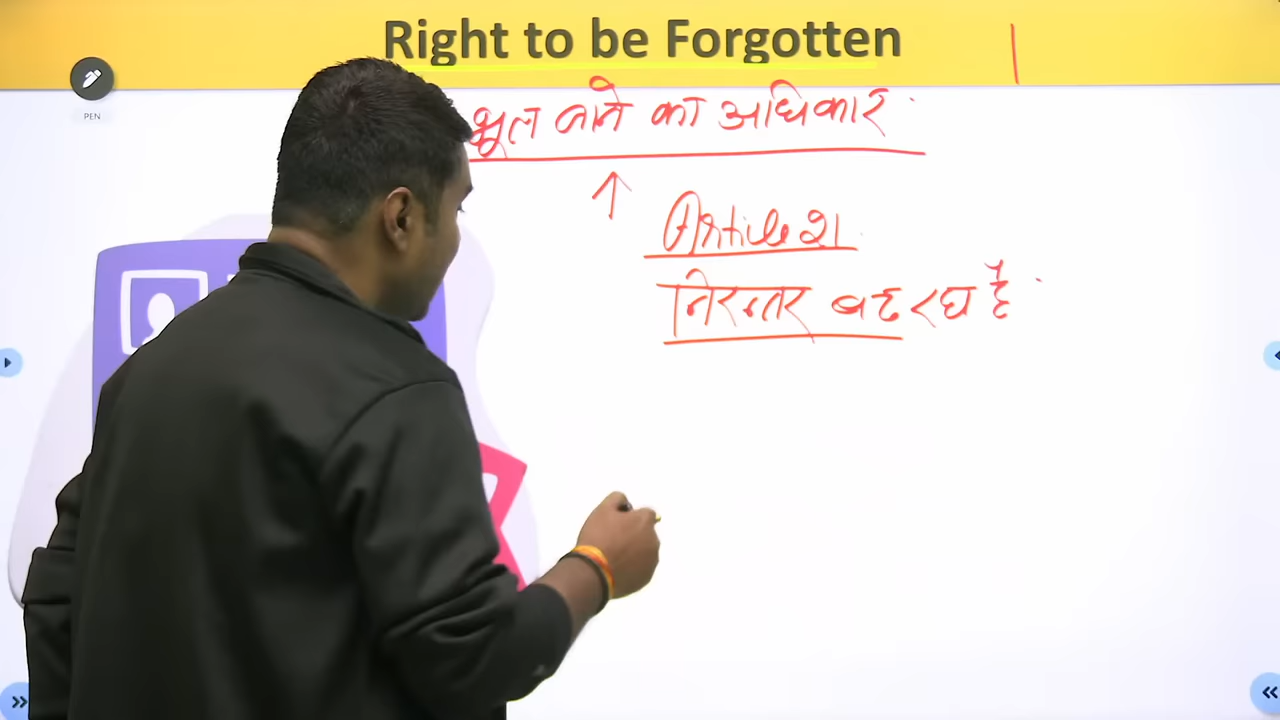 Right to be Forgotten
PEN
भूल जाने का अधिकार
Article 21
निरन्तर बढ रहा है